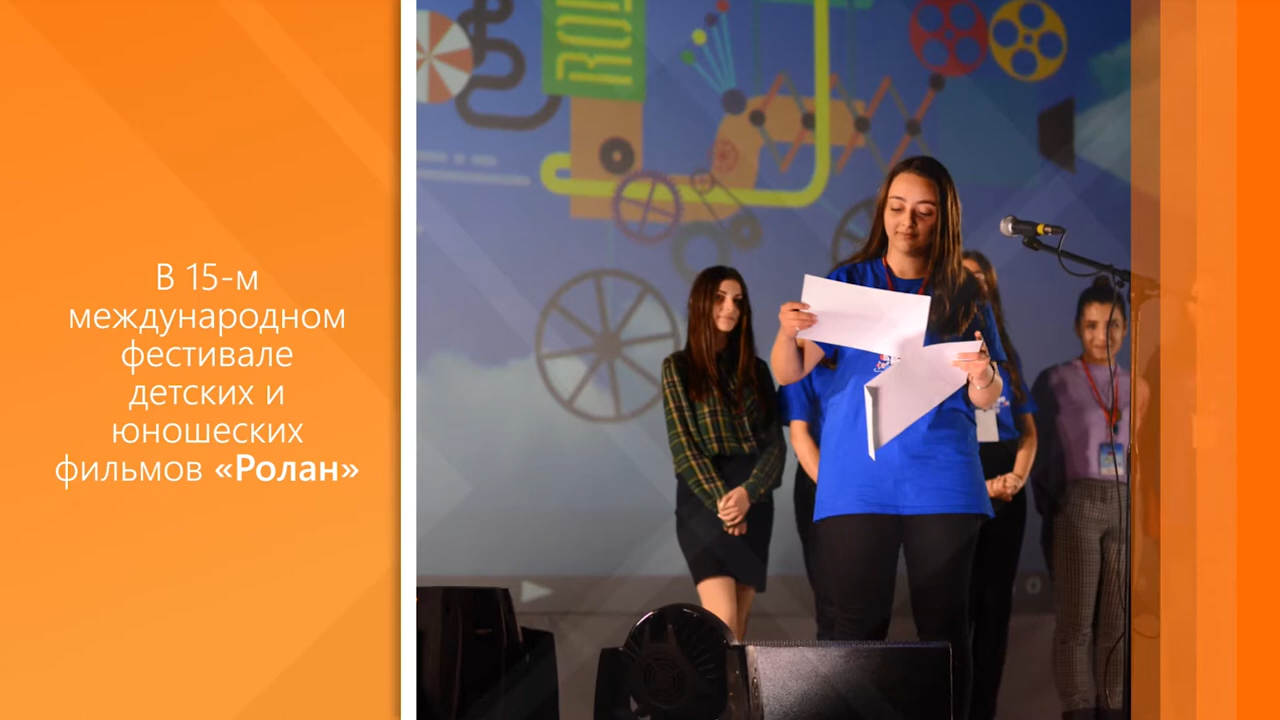 В 15-м
международном
фестивале
детских и
юношеских
фильмов «Ролан»